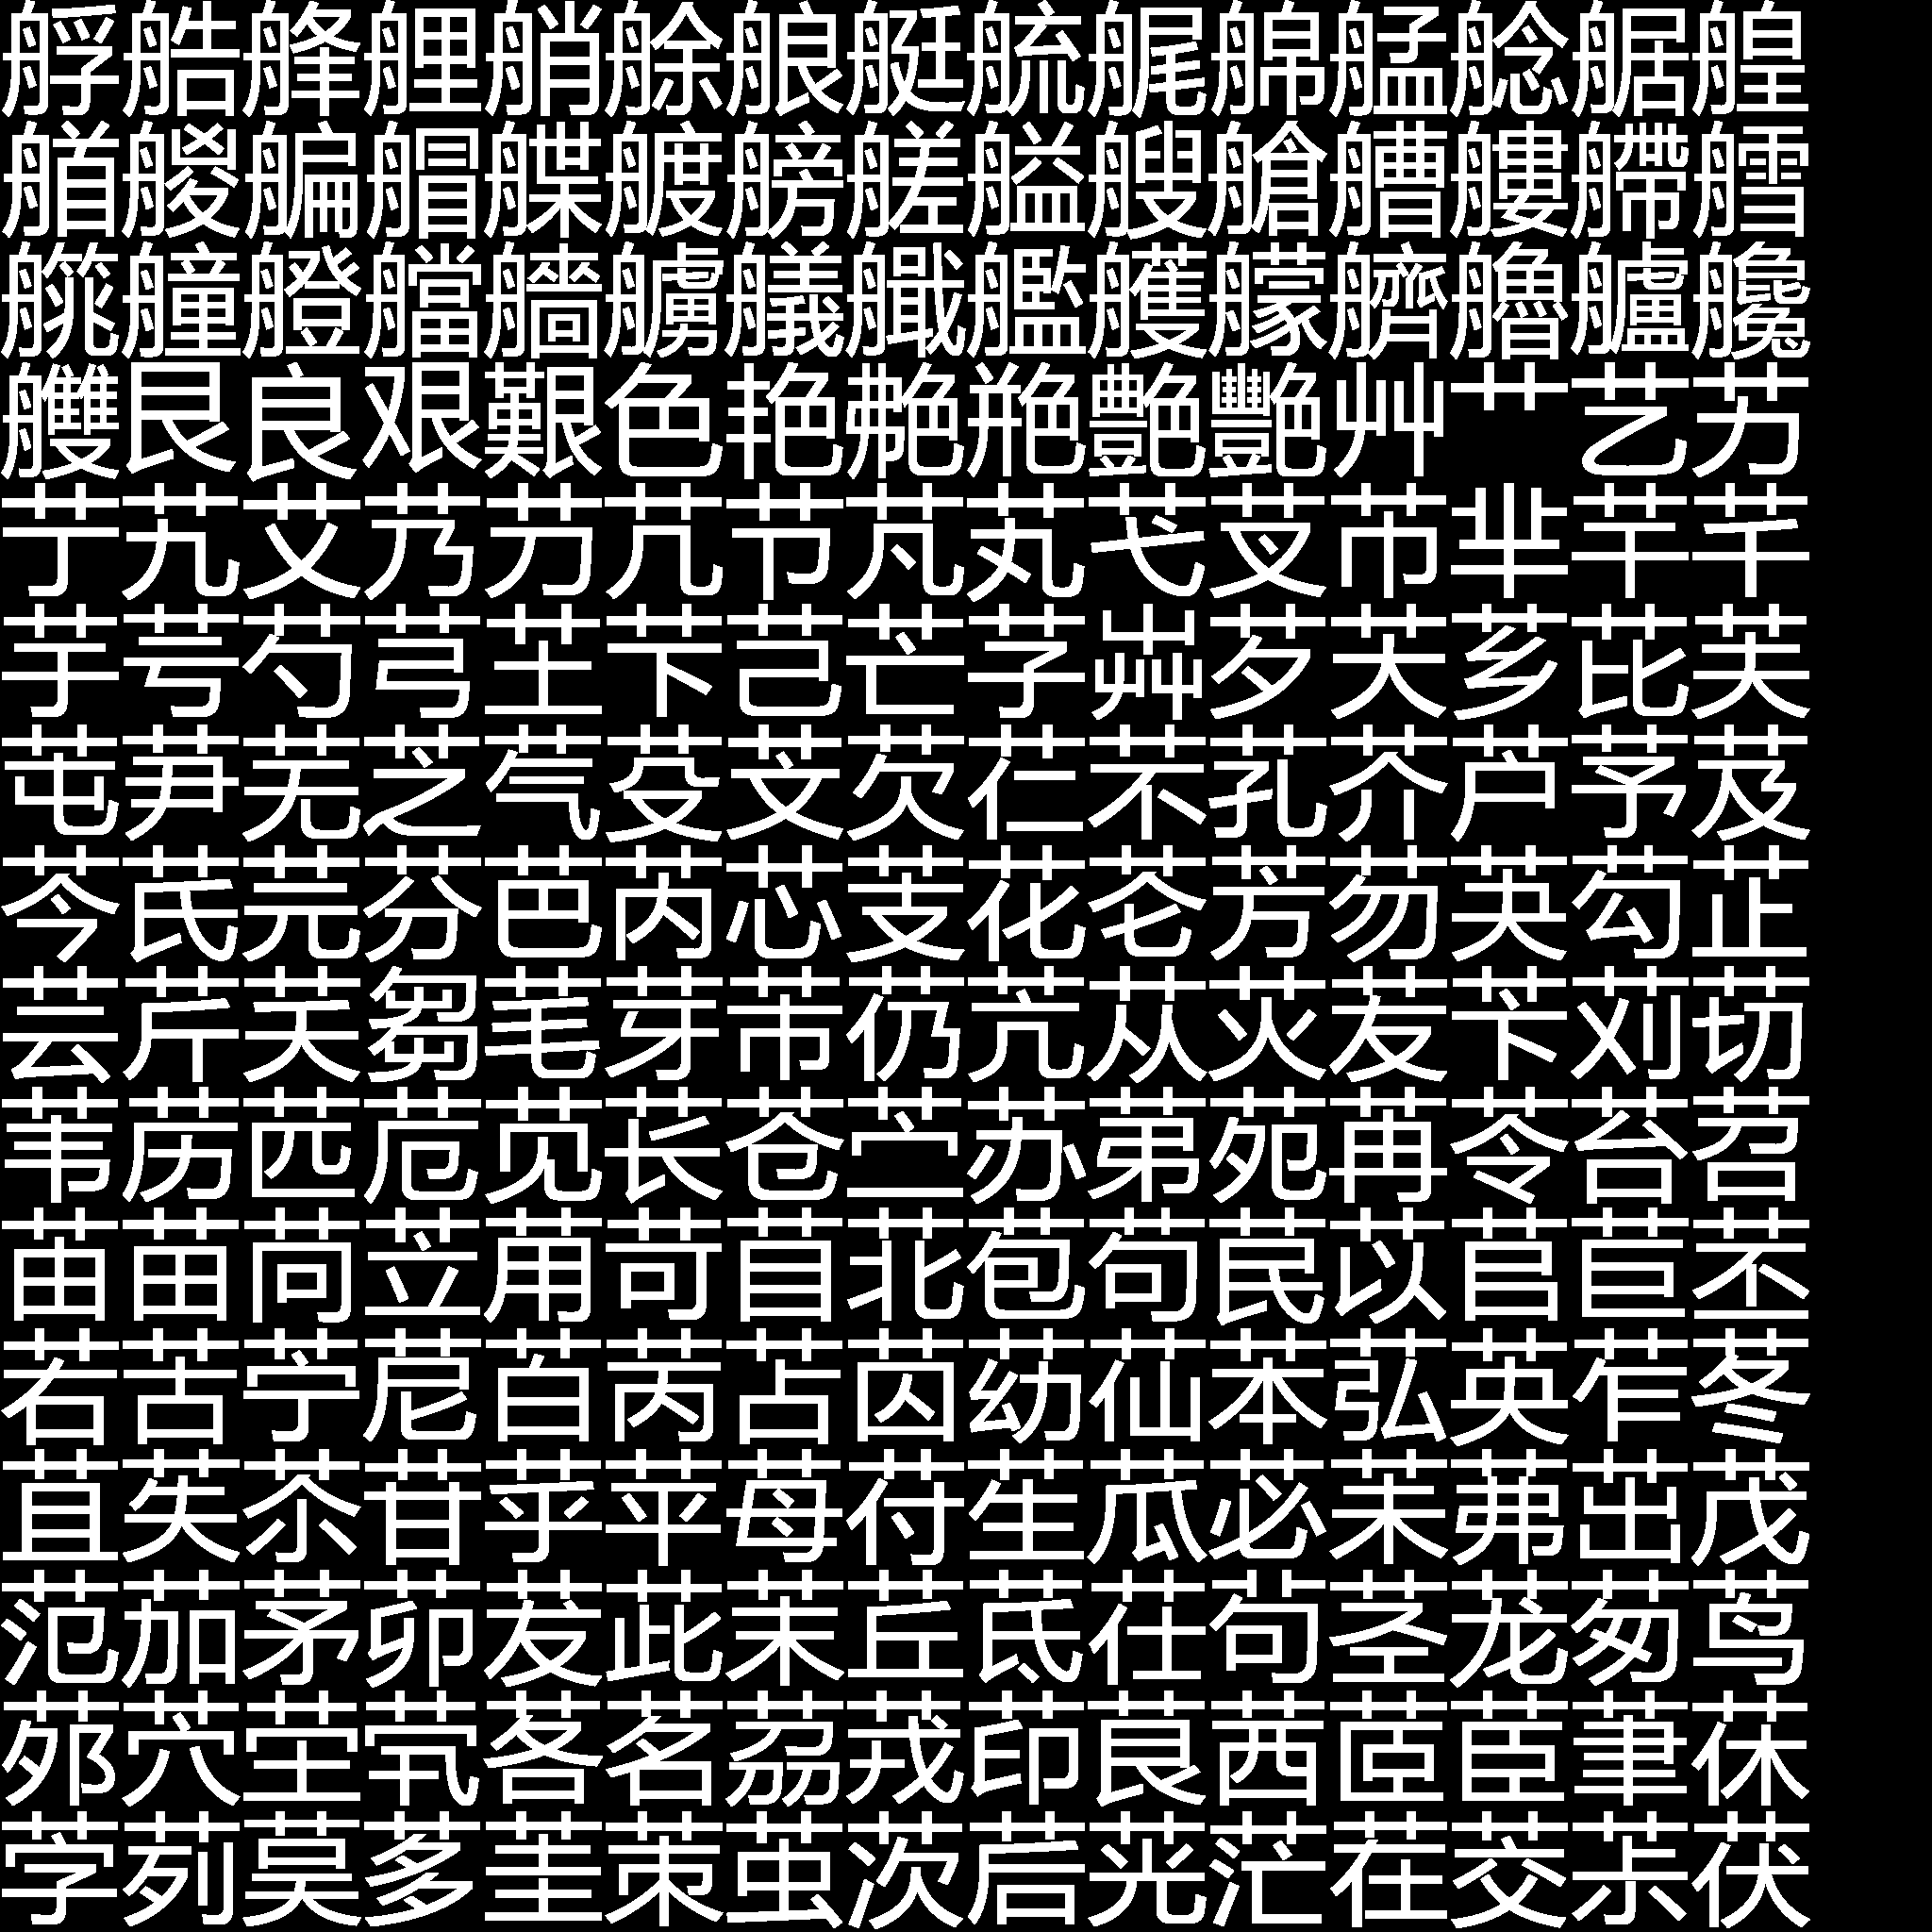 艀艁艂艃艄艅艆艇艈艉艊艋艌艍艎
艏艐艑艒艓艔艕艖艗艘艙艚艛艜艝
艞艟艠艡艢艣艤艥艦艧艨艩艪艫艬
艭艮良艰艱色艳艴艵艶艷艸艹艺艻
艼艽艾艿芀芁节芃芄芅芆芇芈芉芊
芋芌芍芎芏芐芑芒芓芔芕芖芗芘芙
芚芛芜芝芞芟芠芡芢芣芤芥芦芧芨
芩芪芫芬芭芮芯芰花芲芳芴芵芶芷
芸芹芺芻芼芽芾芿苀苁苂苃苄苅苆
苇苈苉苊苋苌苍苎苏苐苑苒苓苔苕
苖苗苘苙苚苛苜苝苞苟苠苡苢苣苤
若苦苧苨苩苪苫苬苭苮苯苰英苲苳
苴苵苶苷苸苹苺苻苼苽苾苿茀茁茂
范茄茅茆茇茈茉茊茋茌茍茎茏茐茑
茒茓茔茕茖茗茘茙茚茛茜茝茞茟茠
茡茢茣茤茥茦茧茨茩茪茫茬茭茮茯